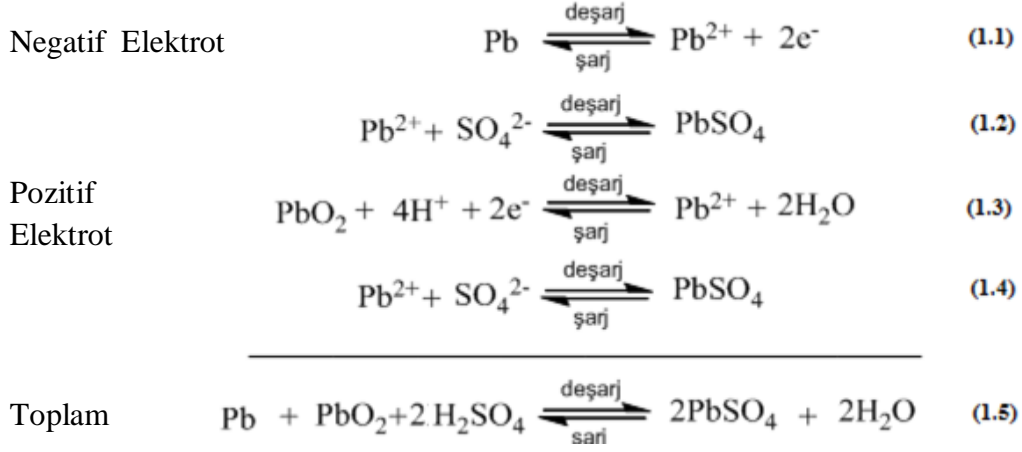 Negatif Elektrot Pb deşarj ⇌ şarj Pb²⁺ + 2e⁻ (1.1)
Pb²⁺ + SO₄²⁻ deşarj ⇌ şarj PbSO₄ (1.2)
Pozitif Elektrot PbO₂ + 4H⁺ + 2e⁻ deşarj ⇌ şarj Pb²⁺ + 2H₂O (1.3)
Pb²⁺ + SO₄²⁻ deşarj ⇌ şarj PbSO₄ (1.4)
Toplam Pb + PbO₂+2 H₂SO₄ deşarj ⇌ sarj 2PbSO₄ + 2H₂O (1.5)